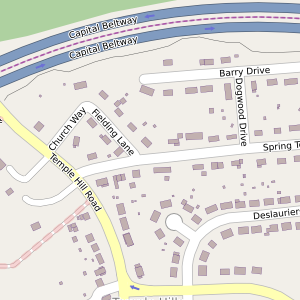 Capital Beltway
Capital Beltway
Barry Drive
Dogwood Drive
Church Way
Fielding Lane
Spring
Temple Hill Road
Deslaurier